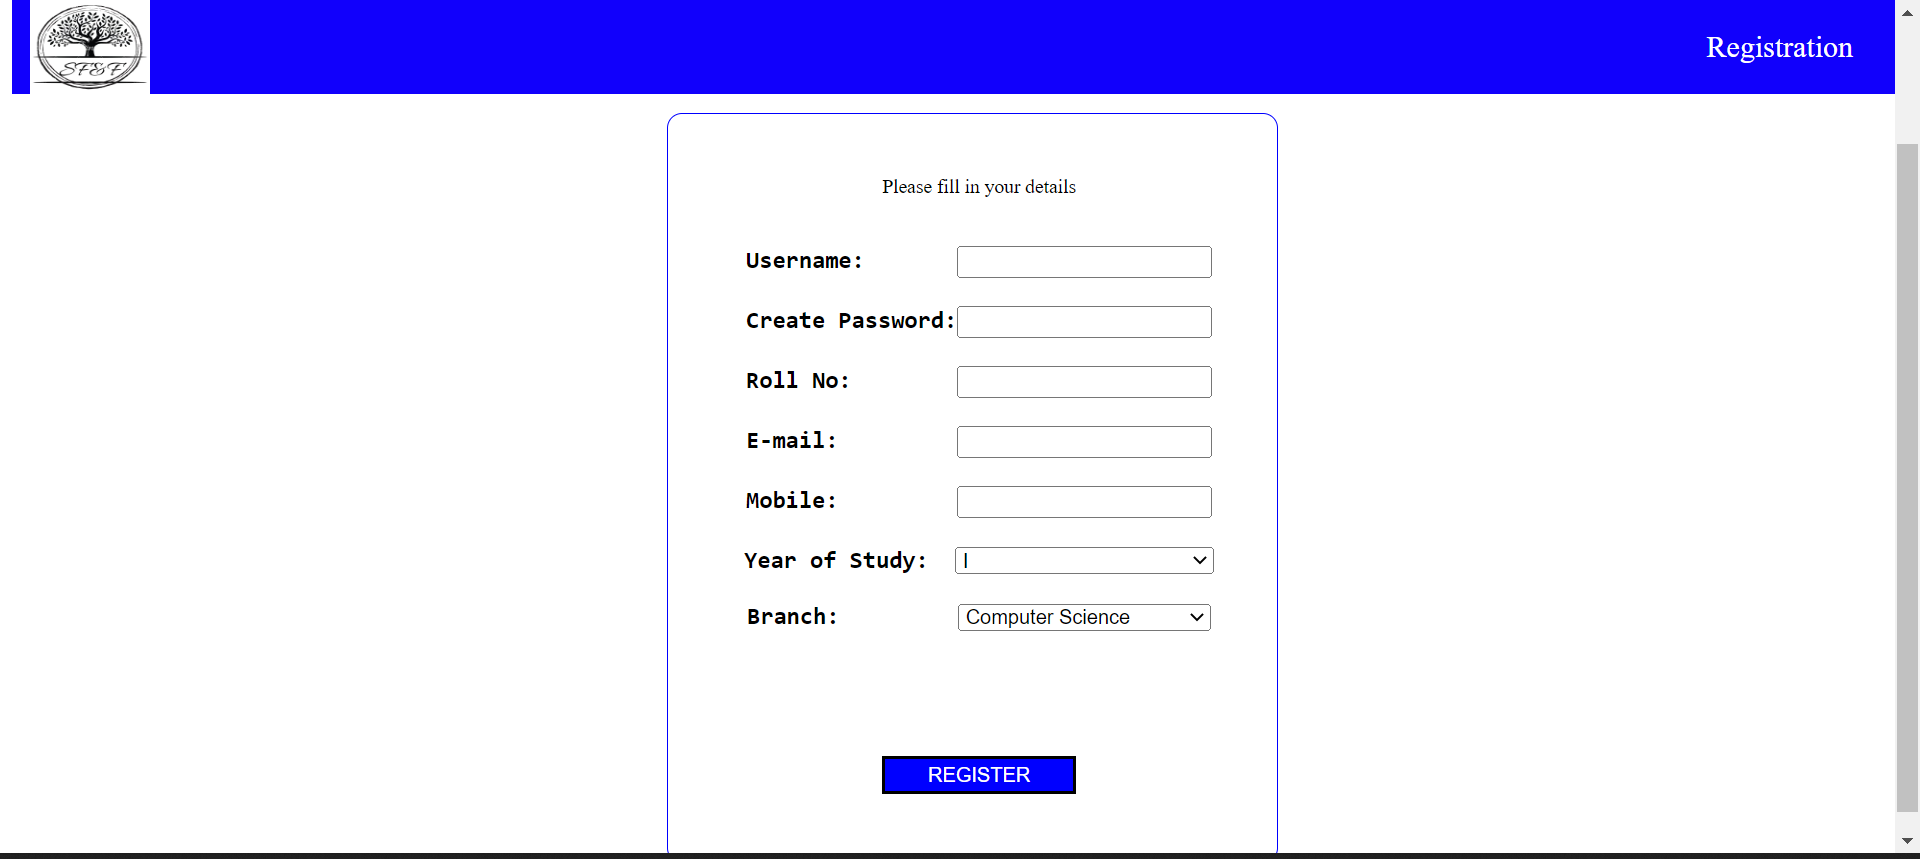 SF&F
Registration
Please fill in your details
Username:
Create Password:
Roll No:
E-mail:
Mobile:
Year of Study: I
Branch: Computer Science
REGISTER